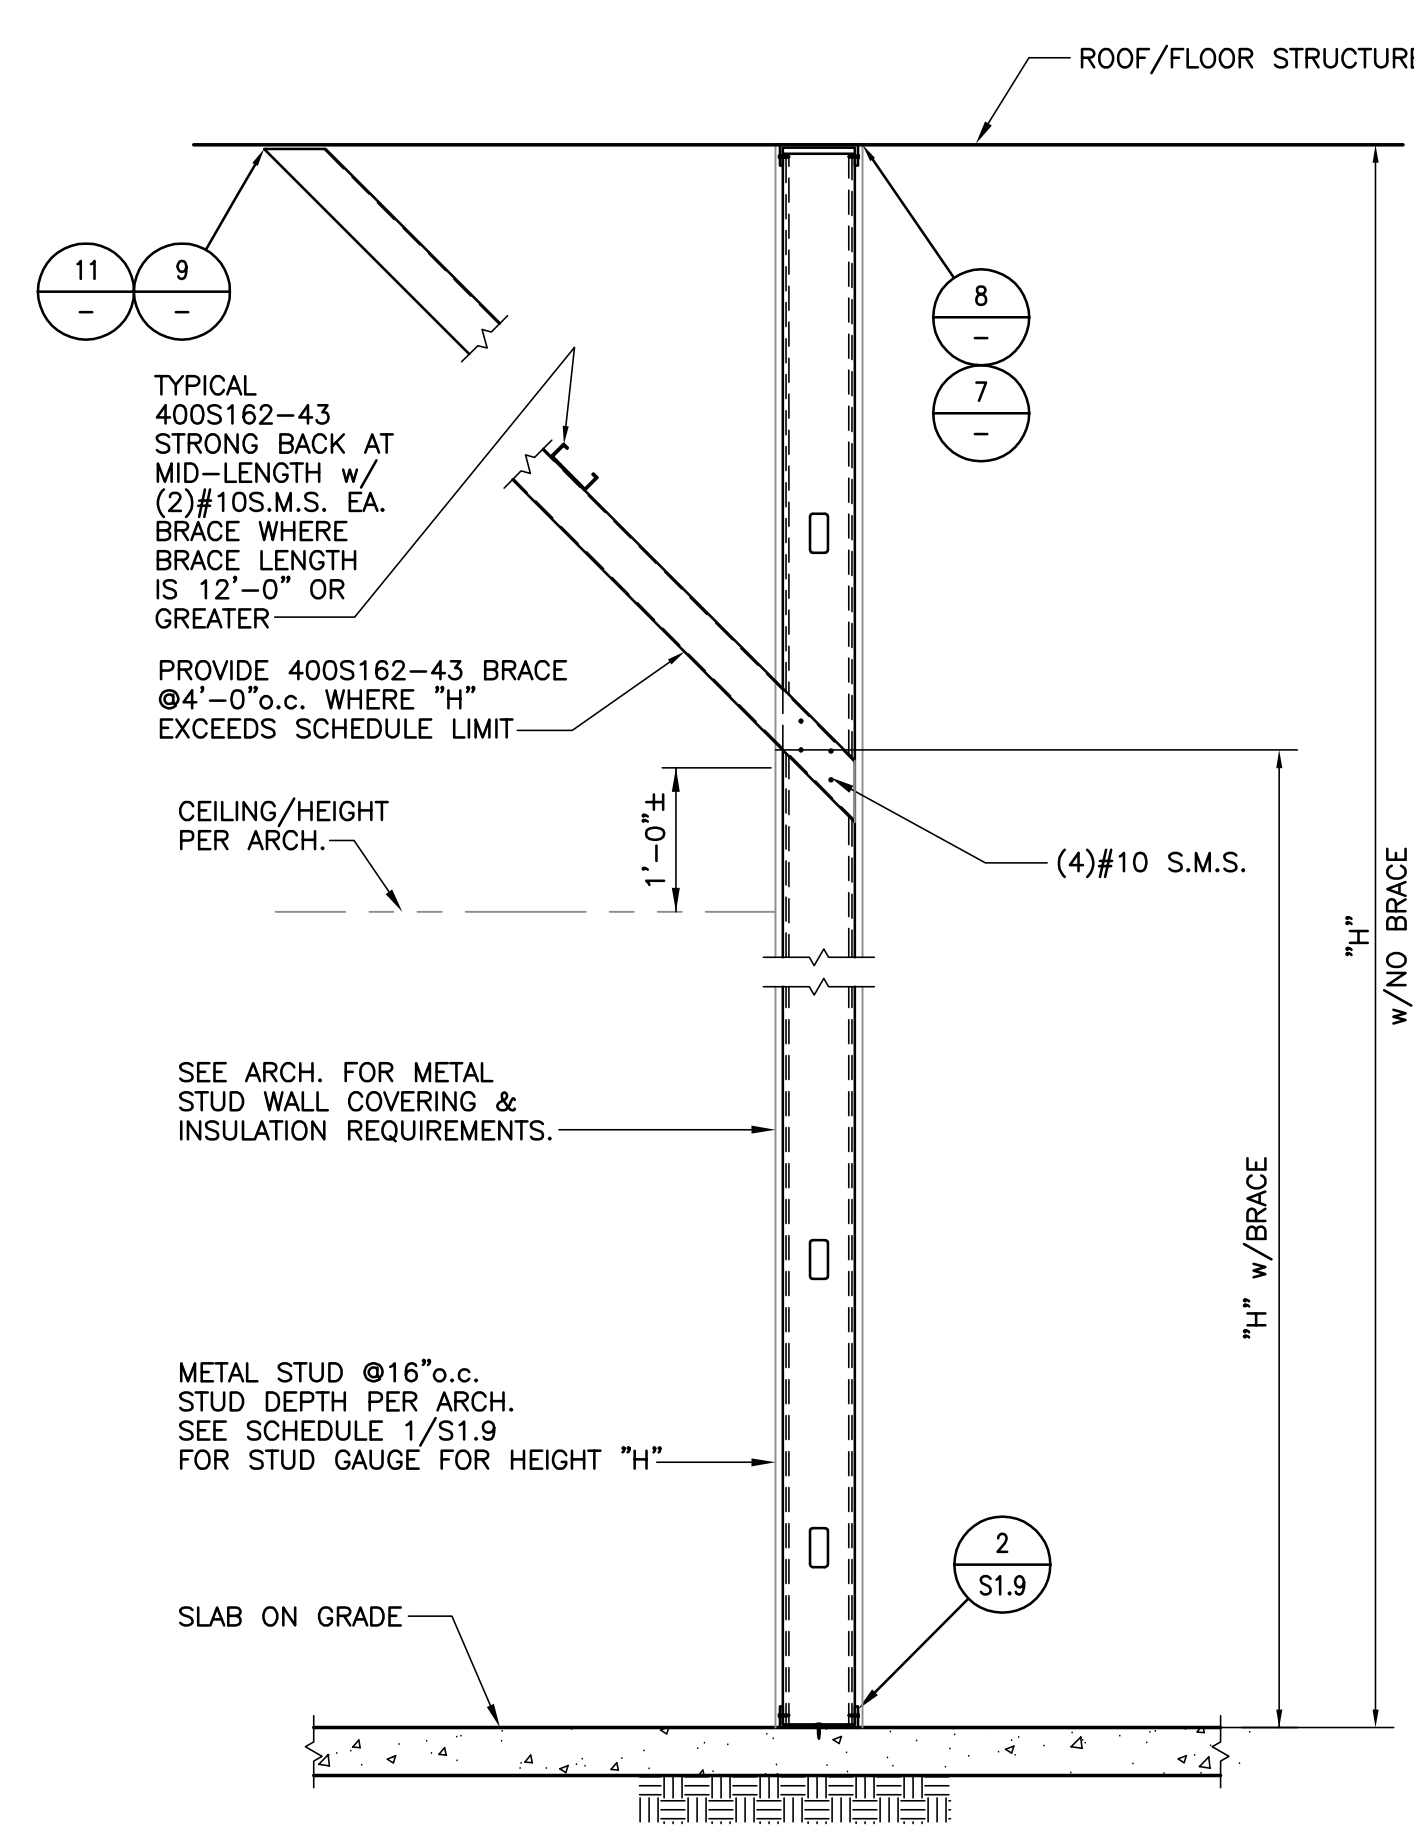 ROOF/FLOOR STRUCTURE
11
-
9
-
8
-
7
-
TYPICAL
400S162-43
STRONG BACK AT
MID-LENGTH w/
(2)#10S.M.S. EA.
BRACE WHERE
BRACE LENGTH
IS 12'-0" OR
GREATER
PROVIDE 400S162-43 BRACE
@4'-0"o.c. WHERE "H"
EXCEEDS SCHEDULE LIMIT
CEILING/HEIGHT
PER ARCH.
1'-0"±
(4)#10 S.M.S.
"H"
w/NO BRACE
"H" w/BRACE
SEE ARCH. FOR METAL
STUD WALL COVERING &
INSULATION REQUIREMENTS.
METAL STUD @16"o.c.
STUD DEPTH PER ARCH.
SEE SCHEDULE 1/S1.9
FOR STUD GAUGE FOR HEIGHT "H"
2
S1.9
SLAB ON GRADE